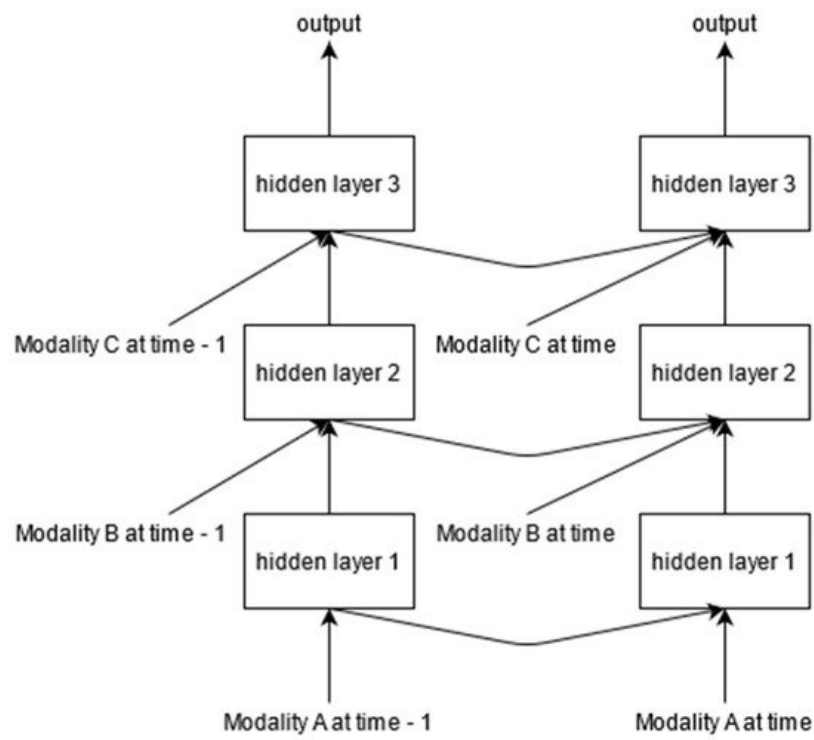 output
output
hidden layer 3
hidden layer 3
Modality C at time - 1
Modality C at time
hidden layer 2
hidden layer 2
Modality B at time - 1
Modality B at time
hidden layer 1
hidden layer 1
Modality A at time - 1
Modality A at time